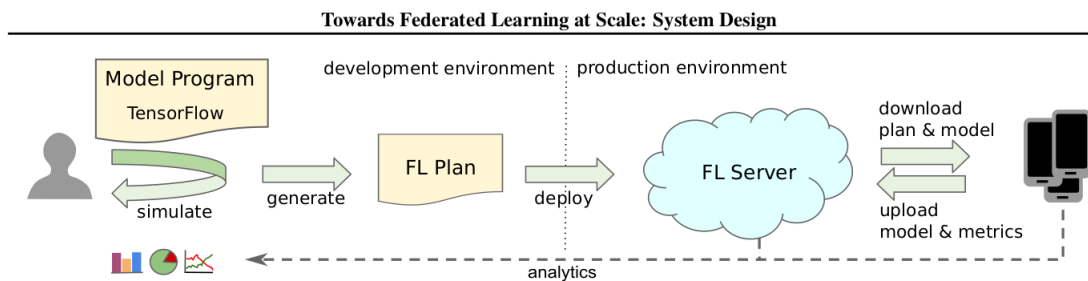 Towards Federated Learning at Scale: System Design
Model Program
TensorFlow
development environment
production environment
simulate
generate
FL Plan
deploy
FL Server
download
plan & model
upload
model & metrics
analytics